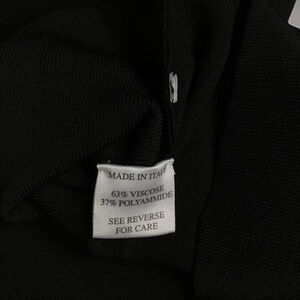 MADE IN ITALY
63% VISCOSE
37% POLYAMMIDE
SEE REVERSE
FOR CARE